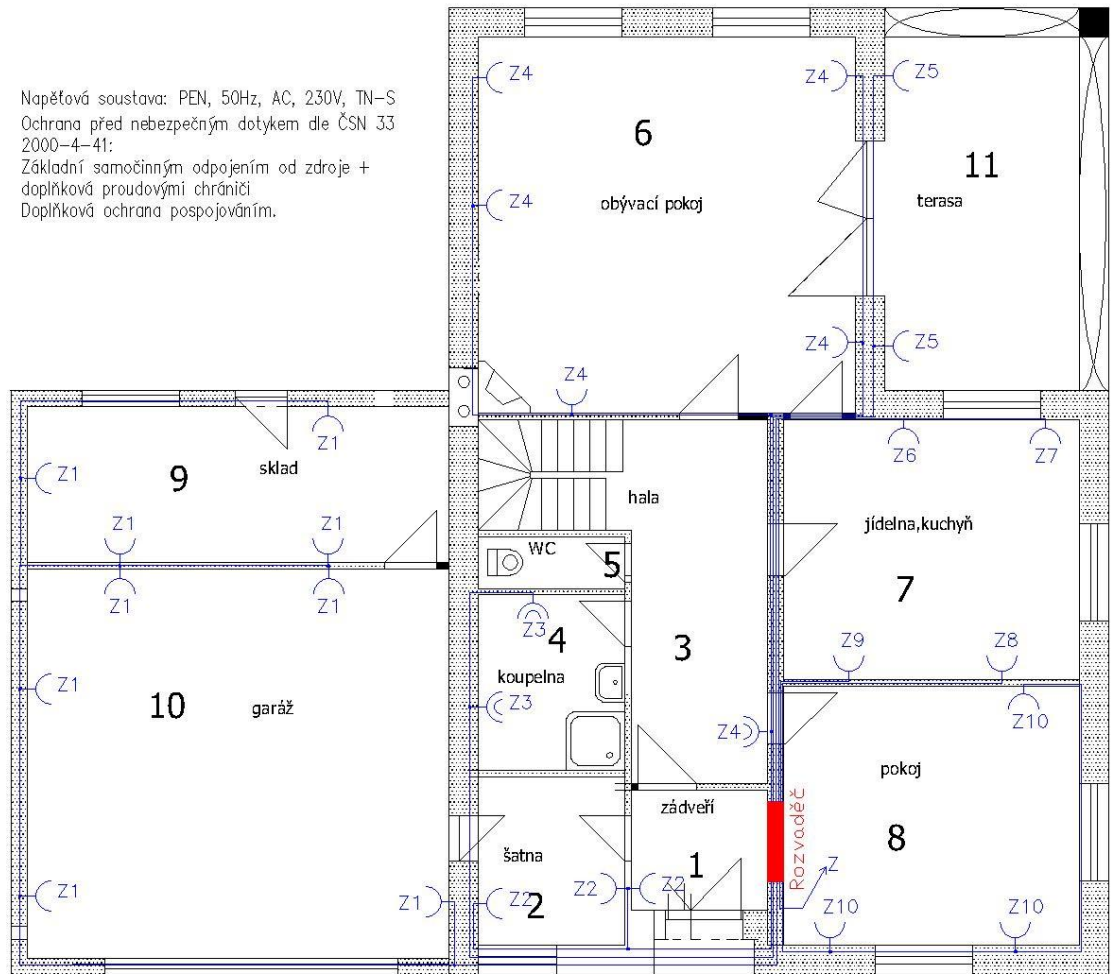 Napěťová soustava: PEN, 50Hz, AC, 230V, TN-S
Ochrana před nebezpečným dotykem dle ČSN 33
2000-4-41:
Základní samočinným odpojením od zdroje +
doplňková proudovými chrániči
Doplňková ochrana pospojováním.
Z4
Z4
Z5
6
11
Z4
obývací pokoj
terasa
Z4
Z5
Z4
Z1
Z6
Z7
Z1
9
sklad
hala
jídelna,kuchyň
Z1
Z1
WC
5
7
Z1
Z1
Z3
4
3
Z9
Z8
koupelna
Z1
10
garáž
Z3
Z4
Z10
pokoj
zádveří
Rozvaděč
8
šatna
1
Z
Z1
Z1
Z2
2
Z2
Z2
Z10
Z10